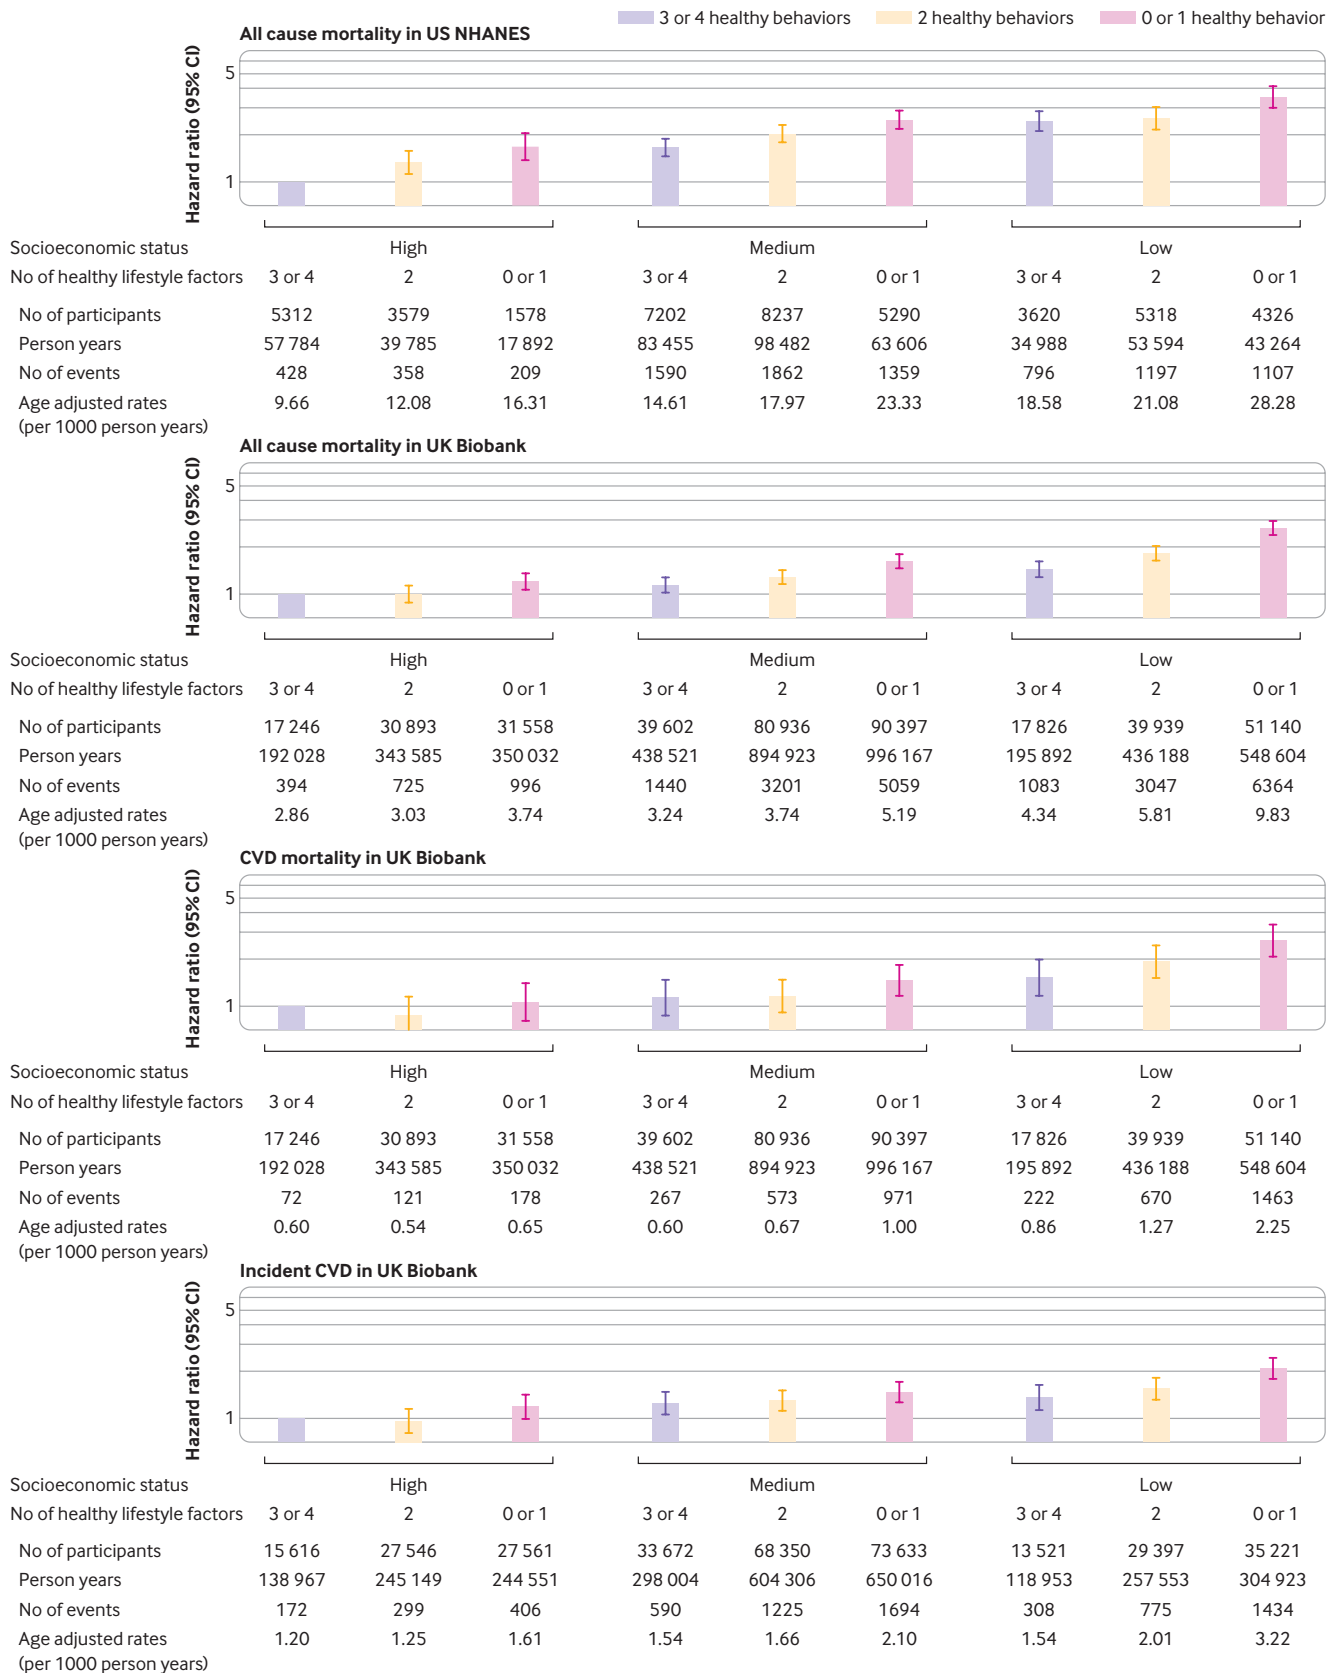 3 or 4 healthy behaviors 2 healthy behaviors 0 or 1 healthy behavior
All cause mortality in US NHANES
Hazard ratio (95% CI)
5
1
Socioeconomic status High Medium Low
No of healthy lifestyle factors 3 or 4 2 0 or 1 3 or 4 2 0 or 1 3 or 4 2 0 or 1
No of participants 5312 3579 1578 7202 8237 5290 3620 5318 4326
Person years 57 784 39 785 17 892 83 455 98 482 63 606 34 988 53 594 43 264
No of events 428 358 209 1590 1862 1359 796 1197 1107
Age adjusted rates 9.66 12.08 16.31 14.61 17.97 23.33 18.58 21.08 28.28
(per 1000 person years)
All cause mortality in UK Biobank
Hazard ratio (95% CI)
5
1
Socioeconomic status High Medium Low
No of healthy lifestyle factors 3 or 4 2 0 or 1 3 or 4 2 0 or 1 3 or 4 2 0 or 1
No of participants 17 246 30 893 31 558 39 602 80 936 90 397 17 826 39 939 51 140
Person years 192 028 343 585 350 032 438 521 894 923 996 167 195 892 436 188 548 604
No of events 394 725 996 1440 3201 5059 1083 3047 6364
Age adjusted rates 2.86 3.03 3.74 3.24 3.74 5.19 4.34 5.81 9.83
(per 1000 person years)
CVD mortality in UK Biobank
Hazard ratio (95% CI)
5
1
Socioeconomic status High Medium Low
No of healthy lifestyle factors 3 or 4 2 0 or 1 3 or 4 2 0 or 1 3 or 4 2 0 or 1
No of participants 17 246 30 893 31 558 39 602 80 936 90 397 17 826 39 939 51 140
Person years 192 028 343 585 350 032 438 521 894 923 996 167 195 892 436 188 548 604
No of events 72 121 178 267 573 971 222 670 1463
Age adjusted rates 0.60 0.54 0.65 0.60 0.67 1.00 0.86 1.27 2.25
(per 1000 person years)
Incident CVD in UK Biobank
Hazard ratio (95% CI)
5
1
Socioeconomic status High Medium Low
No of healthy lifestyle factors 3 or 4 2 0 or 1 3 or 4 2 0 or 1 3 or 4 2 0 or 1
No of participants 15 616 27 546 27 561 33 672 68 350 73 633 13 521 29 397 35 221
Person years 138 967 245 149 244 551 298 004 604 306 650 016 118 953 257 553 304 923
No of events 172 299 406 590 1225 1694 308 775 1434
Age adjusted rates 1.20 1.25 1.61 1.54 1.66 2.10 1.54 2.01 3.22
(per 1000 person years)